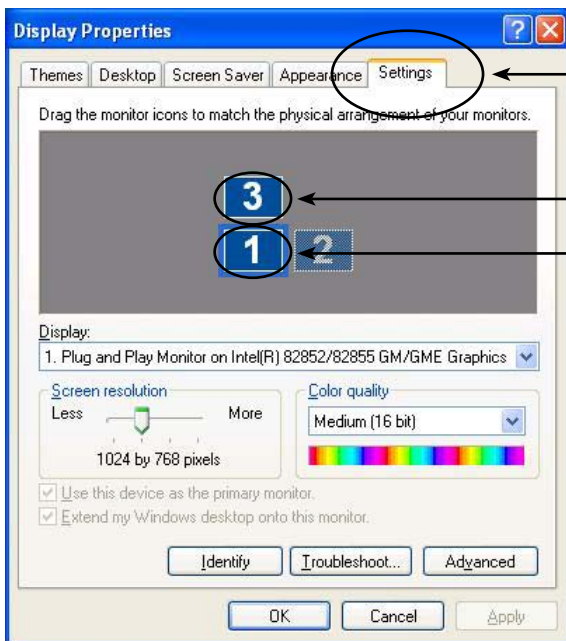 Display Properties
Themes Desktop Screen Saver Appearance Settings
Drag the monitor icons to match the physical arrangement of your monitors.
3
1 2
Display:
1. Plug and Play Monitor on Intel(R) 82852/82855 GM/GME Graphics
Screen resolution
Less More
1024 by 768 pixels
Color quality
Medium (16 bit)
Use this device as the primary monitor.
Extend my Windows desktop onto this monitor.
Identify Troubleshoot... Advanced
OK Cancel Apply